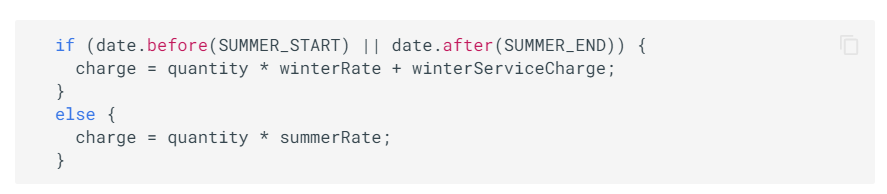 if (date.before(SUMMER_START) || date.after(SUMMER_END)) {
  charge = quantity * winterRate + winterServiceCharge;
}
else {
  charge = quantity * summerRate;
}